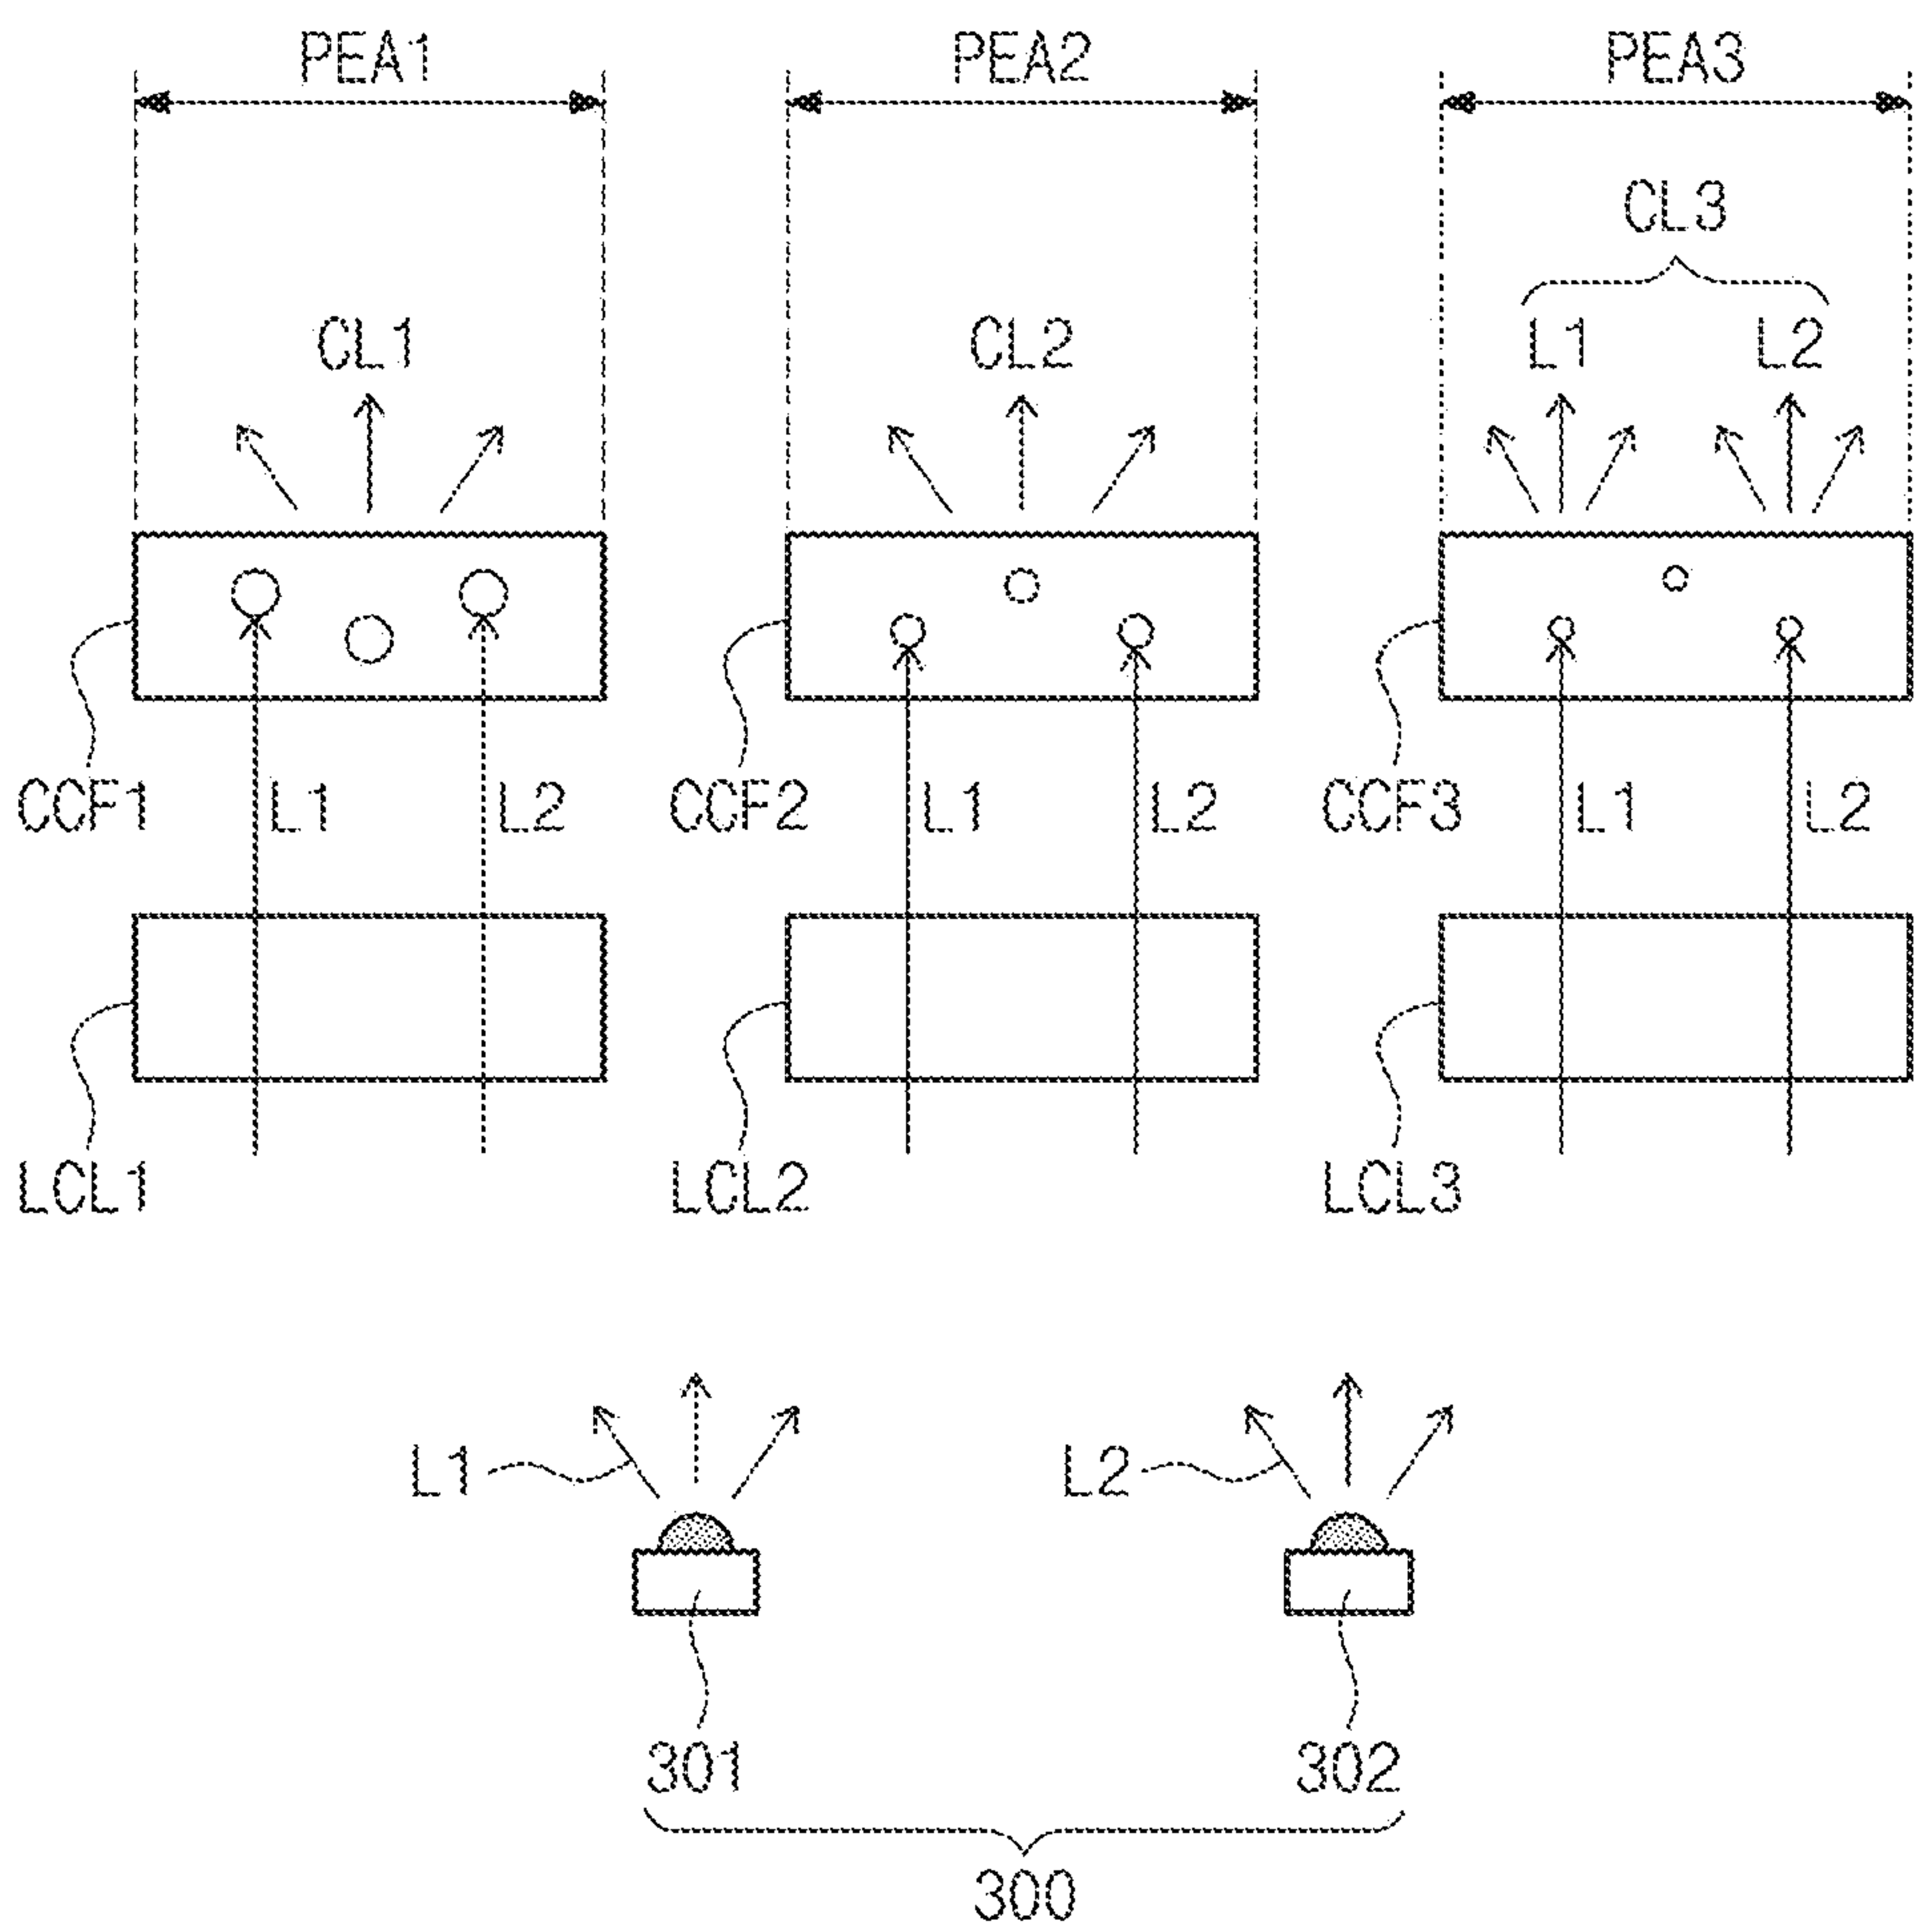 PEA1 PEA2 PEA3
CL3
CL1 CL2 L1 L2
CCF1 L1 L2 CCF2 L1 L2 CCF3 L1 L2
LCL1 LCL2 LCL3
L1 L2
301 302
300